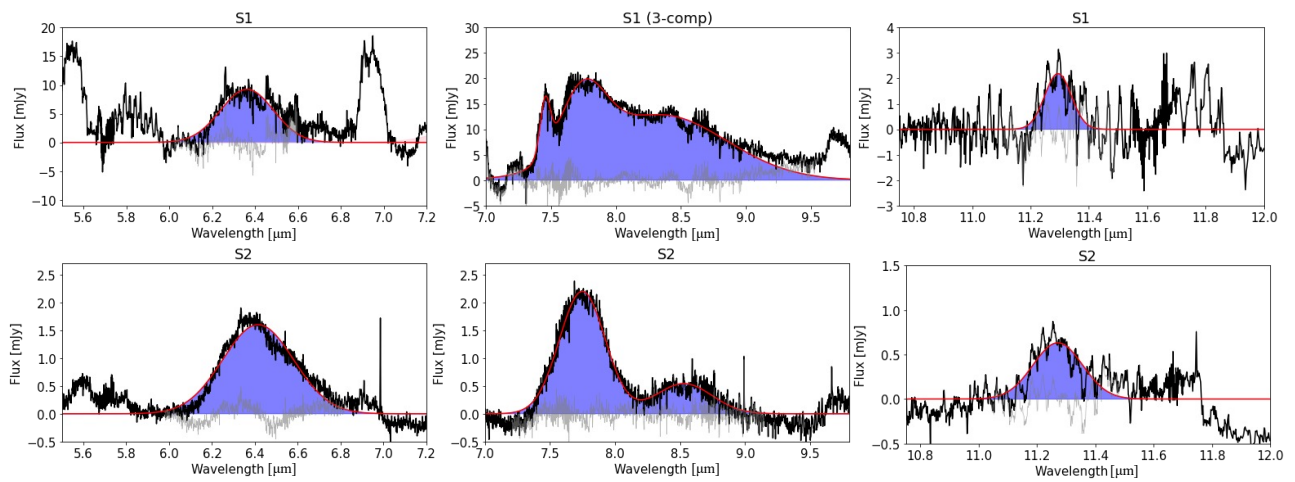 S1
Flux [mJy]
20
15
10
5
0
−5
−10
5.6 5.8 6.0 6.2 6.4 6.6 6.8 7.0 7.2
Wavelength [μm]
S1 (3-comp)
Flux [mJy]
30
25
20
15
10
5
0
−5
7.0 7.5 8.0 8.5 9.0 9.5
Wavelength [μm]
S1
Flux [mJy]
4
3
2
1
0
−1
−2
−3
10.8 11.0 11.2 11.4 11.6 11.8 12.0
Wavelength [μm]
S2
Flux [mJy]
2.5
2.0
1.5
1.0
0.5
0.0
−0.5
5.6 5.8 6.0 6.2 6.4 6.6 6.8 7.0 7.2
Wavelength [μm]
S2
Flux [mJy]
2.5
2.0
1.5
1.0
0.5
0.0
−0.5
7.0 7.5 8.0 8.5 9.0 9.5
Wavelength [μm]
S2
Flux [mJy]
1.5
1.0
0.5
0.0
−0.5
10.8 11.0 11.2 11.4 11.6 11.8 12.0
Wavelength [μm]